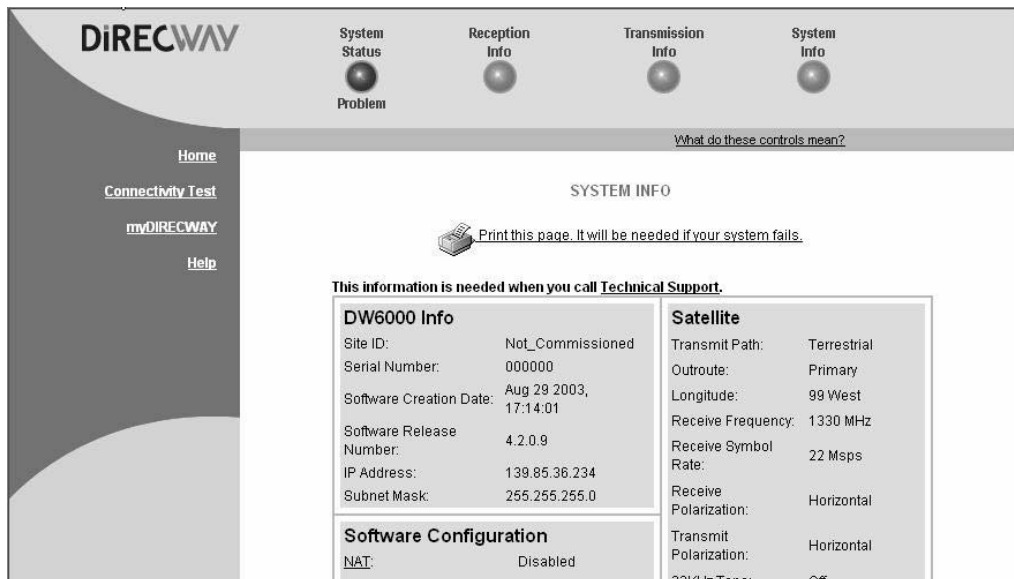 DIRECWAY
System Status
Problem
Reception Info
Transmission Info
System Info
What do these controls mean?
Home
Connectivity Test
myDIRECWAY
Help
SYSTEM INFO
Print this page. It will be needed if your system fails.
This information is needed when you call Technical Support.
DW6000 Info
Site ID: Not_Commissioned
Serial Number: 000000
Software Creation Date: Aug 29 2003, 17:14:01
Software Release Number: 4.2.0.9
IP Address: 139.85.36.234
Subnet Mask: 255.255.255.0
Software Configuration
NAT: Disabled
Satellite
Transmit Path: Terrestrial
Outroute: Primary
Longitude: 99 West
Receive Frequency: 1330 MHz
Receive Symbol Rate: 22 Msps
Receive Polarization: Horizontal
Transmit Polarization: Horizontal